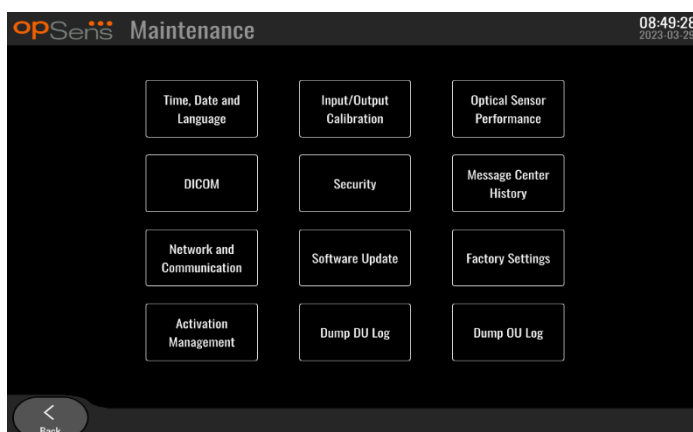 opSens Maintenance
08:49:28
2023-03-29
Time, Date and
Language
Input/Output
Calibration
Optical Sensor
Performance
DICOM
Security
Message Center
History
Network and
Communication
Software Update
Factory Settings
Activation
Management
Dump DU Log
Dump OU Log
Back